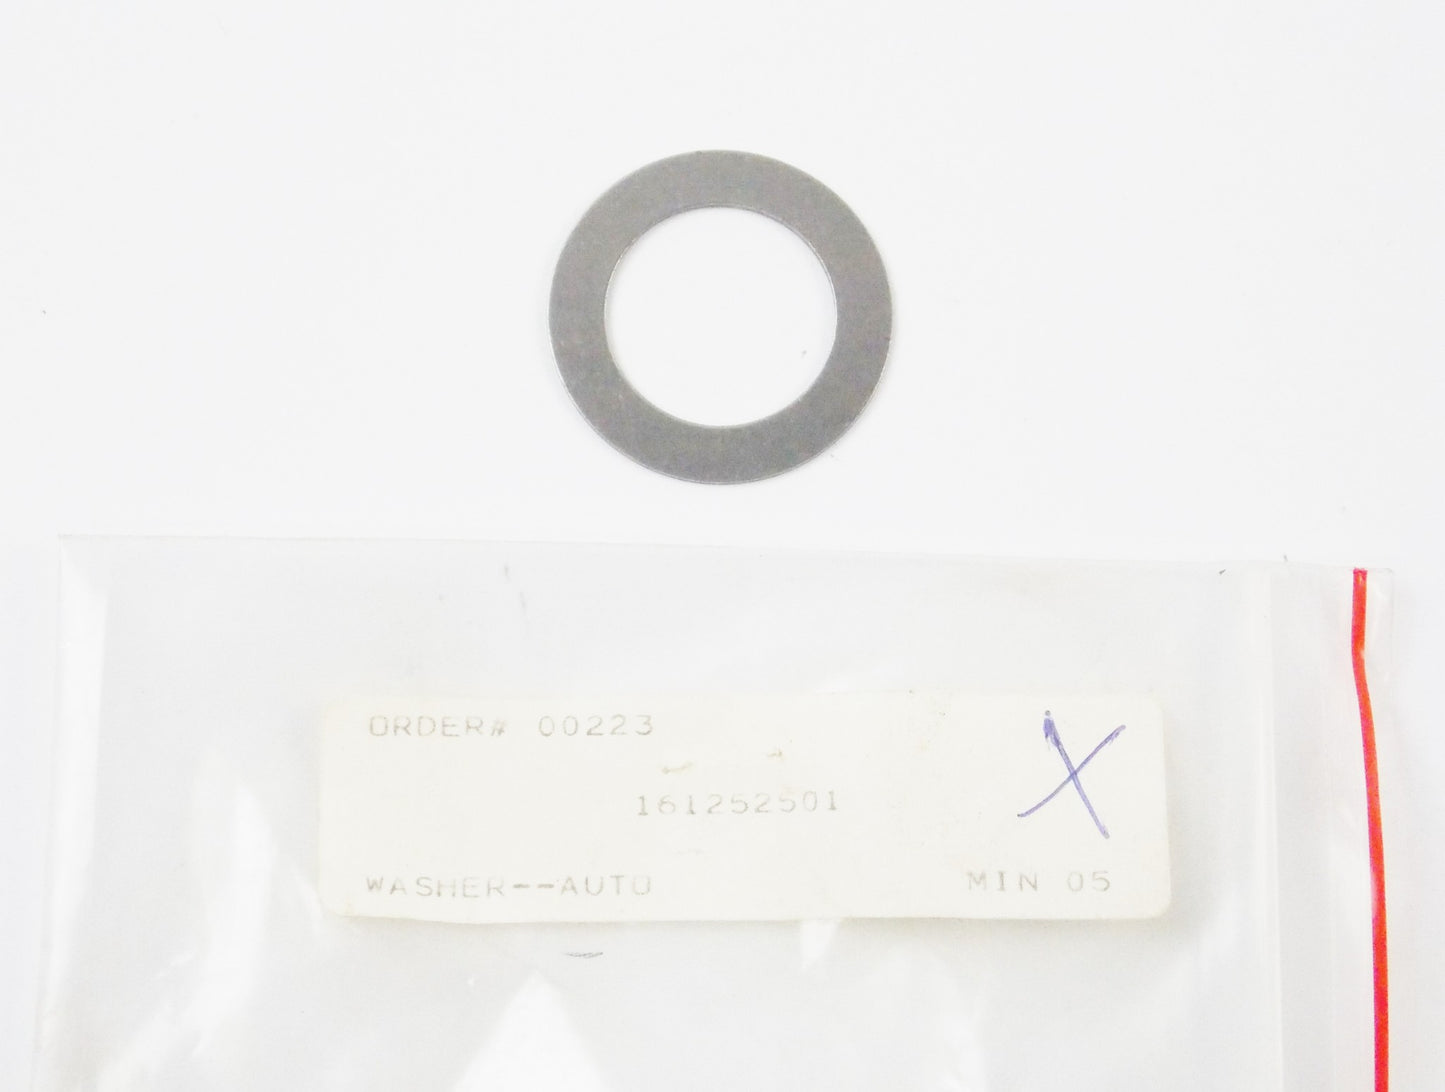 ORDER# 00223
X
161252501
WASHER--AUTO
MIN 05